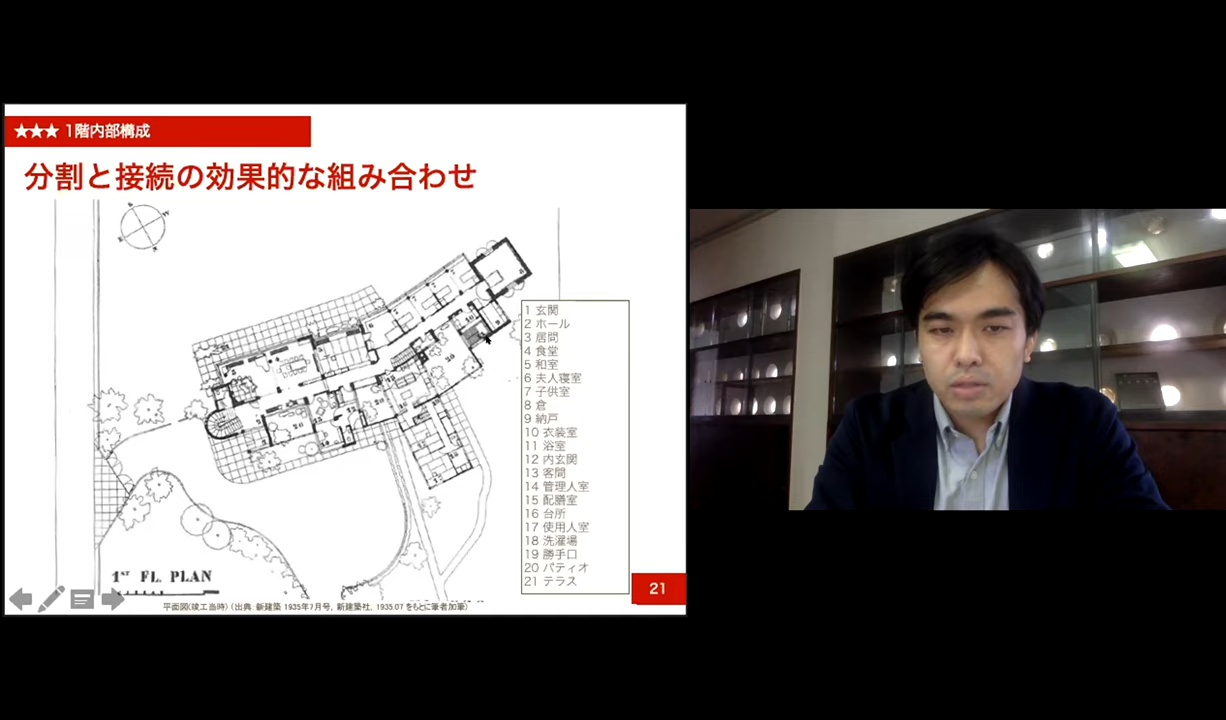 ★★★ 1階内部構成
分割と接続の効果的な組み合わせ
1 玄関
2 ホール
3 居間
4 食堂
5 和室
6 夫人寝室
7 子供室
8 倉
9 納戸
10 衣装室
11 浴室
12 内玄関
13 客間
14 管理人室
15 配膳室
16 台所
17 使用人室
18 洗濯場
19 勝手口
20 パティオ
21 テラス
1ST FL. PLAN
21
平面図(竣工当時) (出典: 新建築 1935年7月号, 新建築社, 1935.07 をもとに筆者加筆)